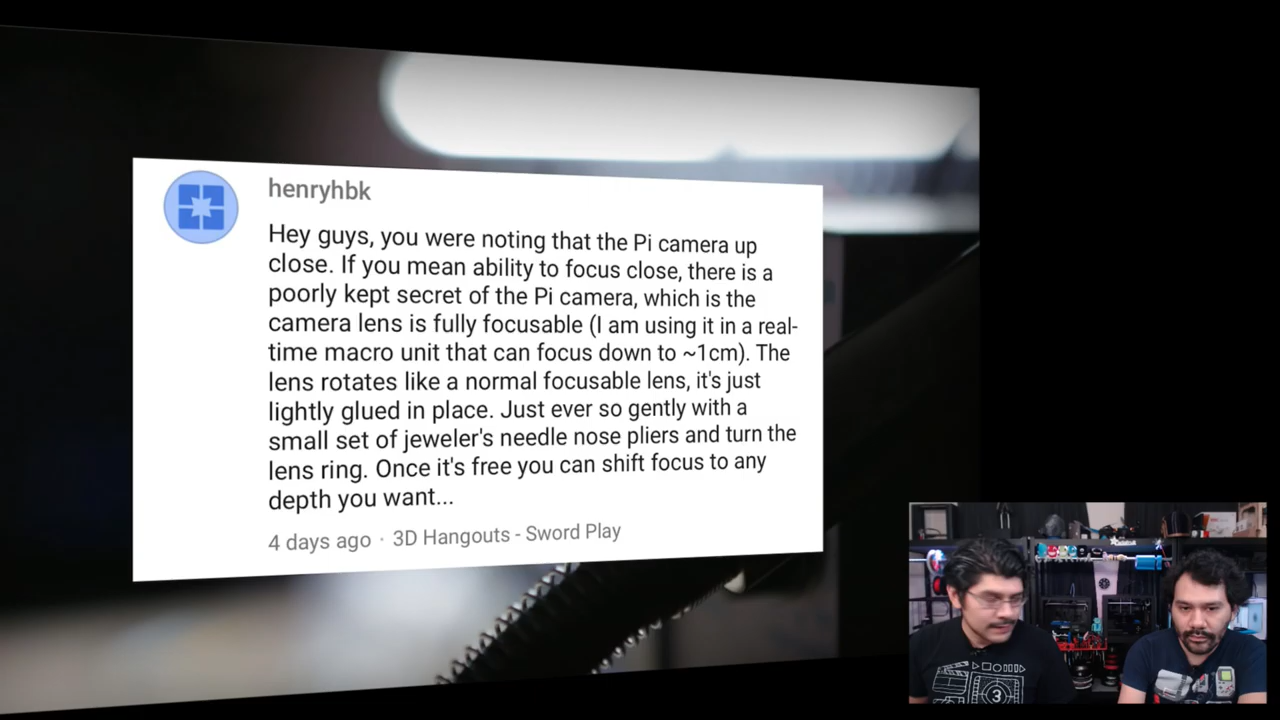 henryhbk
Hey guys, you were noting that the Pi camera up
close. If you mean ability to focus close, there is a
poorly kept secret of the Pi camera, which is the
camera lens is fully focusable (I am using it in a real-
time macro unit that can focus down to ~1cm). The
lens rotates like a normal focusable lens, it's just
lightly glued in place. Just ever so gently with a
small set of jeweler's needle nose pliers and turn the
lens ring. Once it's free you can shift focus to any
depth you want...
4 days ago · 3D Hangouts - Sword Play
3